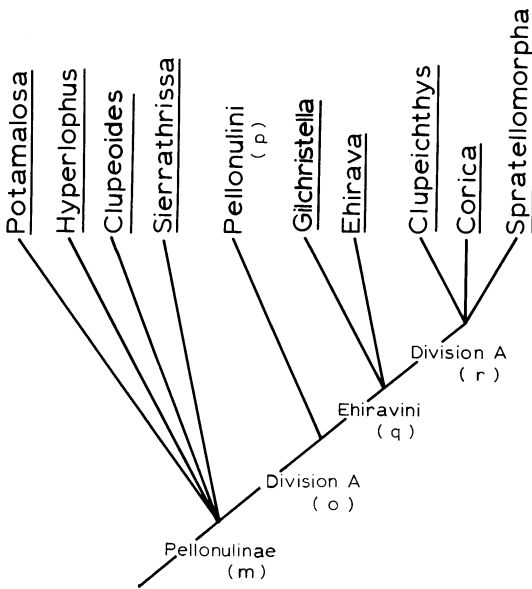 Potamalosa
Hyperlophus
Clupeoides
Sierrathrissa
Pellonulini
(p)
Gilchristella
Ehirava
Clupeichthys
Corica
Spratellomorpha
Division A
(r)
Ehiravini
(q)
Division A
(o)
Pellonulinae
(m)